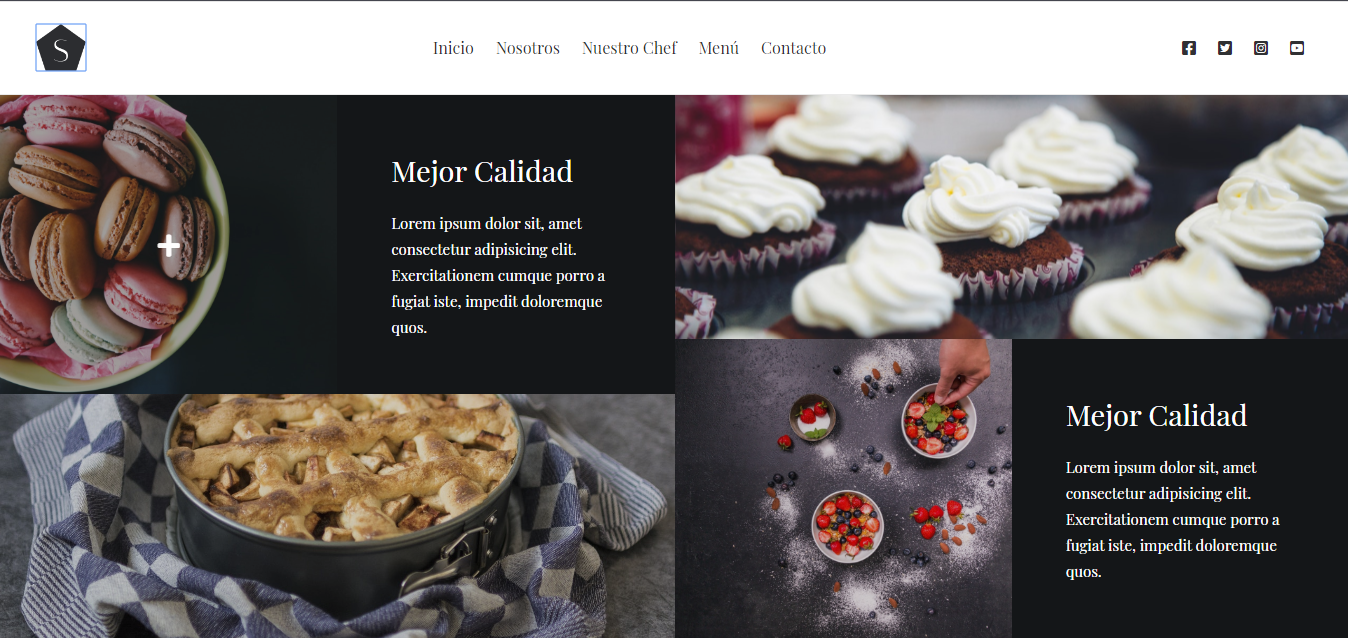 S
Inicio Nosotros Nuestro Chef Menú Contacto
Mejor Calidad
Lorem ipsum dolor sit, amet
consectetur adipisicing elit.
Exercitationem cumque porro a
fugiat iste, impedit doloremque
quos.
Mejor Calidad
Lorem ipsum dolor sit, amet
consectetur adipisicing elit.
Exercitationem cumque porro a
fugiat iste, impedit doloremque
quos.